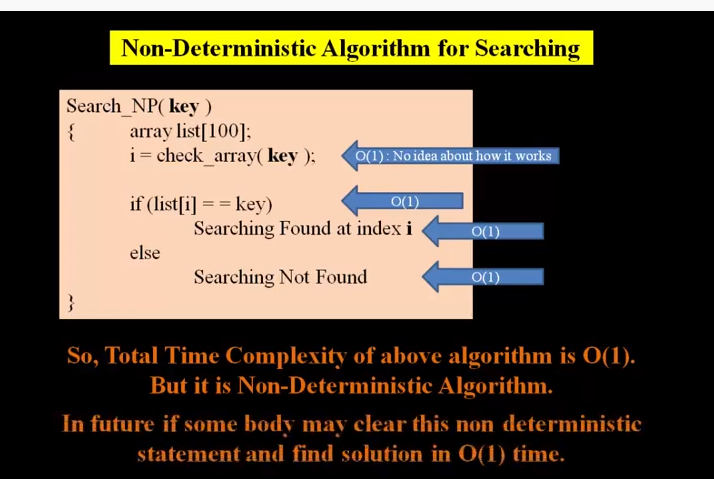 Non-Deterministic Algorithm for Searching
Search_NP( key )
{ array list[100];
i = check_array( key ); O(1) : No idea about how it works
if (list[i] = = key) O(1)
Searching Found at index i O(1)
else
Searching Not Found O(1)
}
So, Total Time Complexity of above algorithm is O(1).
But it is Non-Deterministic Algorithm.
In future if some body may clear this non deterministic
statement and find solution in O(1) time.